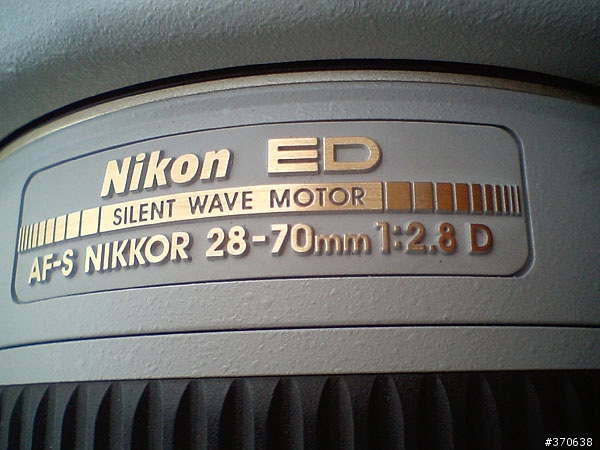 Nikon ED
SILENT WAVE MOTOR
AF-S NIKKOR 28-70mm 1:2.8 D
#370638